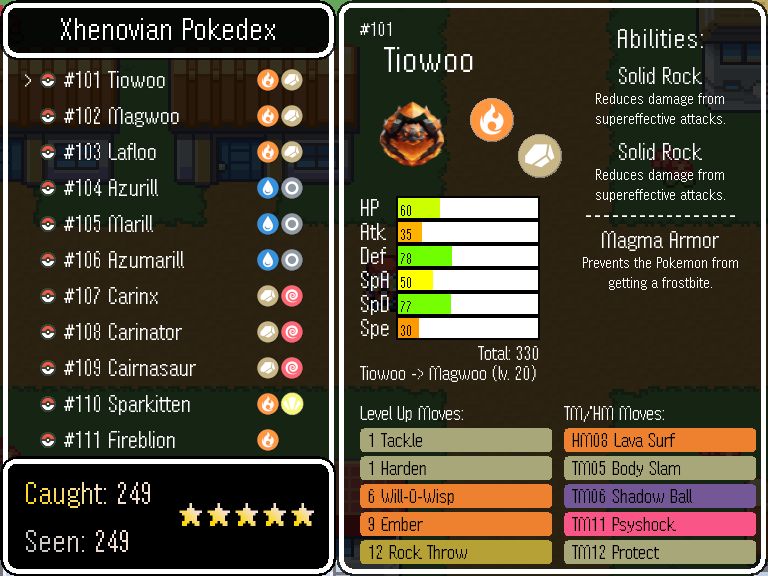 Xhenovian Pokedex
> #101 Tiowoo
#102 Magwoo
#103 Lafloo
#104 Azurill
#105 Marill
#106 Azumarill
#107 Carinx
#108 Carinator
#109 Cairnasaur
#110 Sparkitten
#111 Fireblion
Caught: 249
Seen: 249
#101
Tiowoo
HP 60
Atk 35
Def 78
SpA 50
SpD 77
Spe 30
Total: 330
Tiowoo -> Magwoo (lv. 20)
Abilities:
Solid Rock
Reduces damage from
supereffective attacks.
Solid Rock
Reduces damage from
supereffective attacks.
Magma Armor
Prevents the Pokemon from
getting a frostbite.
Level Up Moves:
1 Tackle
1 Harden
6 Will-O-Wisp
9 Ember
12 Rock Throw
TM/HM Moves:
HM08 Lava Surf
TM05 Body Slam
TM06 Shadow Ball
TM11 Psyshock
TM12 Protect